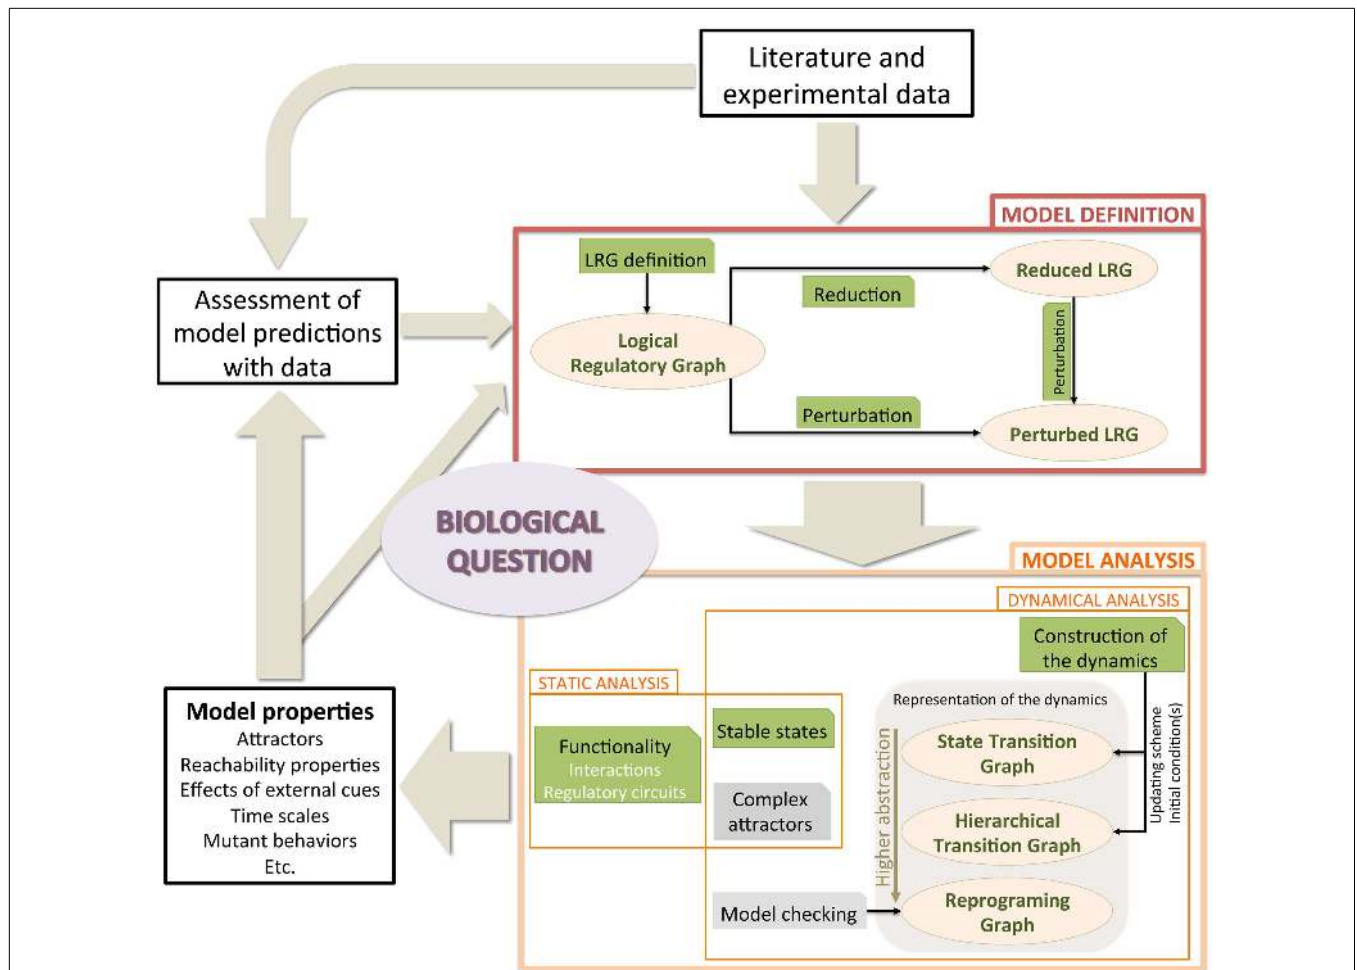 Literature and
experimental data
MODEL DEFINITION
LRG definition
Reduced LRG
Reduction
Assessment of
model predictions
with data
Logical
Regulatory Graph
Perturbation
Perturbation
Perturbed LRG
BIOLOGICAL
QUESTION
MODEL ANALYSIS
DYNAMICAL ANALYSIS
Construction of
the dynamics
STATIC ANALYSIS
Representation of the dynamics
Model properties
Attractors
Reachability properties
Effects of external cues
Time scales
Mutant behaviors
Etc.
Functionality
Interactions
Regulatory circuits
Stable states
Complex
attractors
State Transition
Graph
Updating scheme
Initial condition(s)
Higher abstraction
Hierarchical
Transition Graph
Model checking
Reprograming
Graph